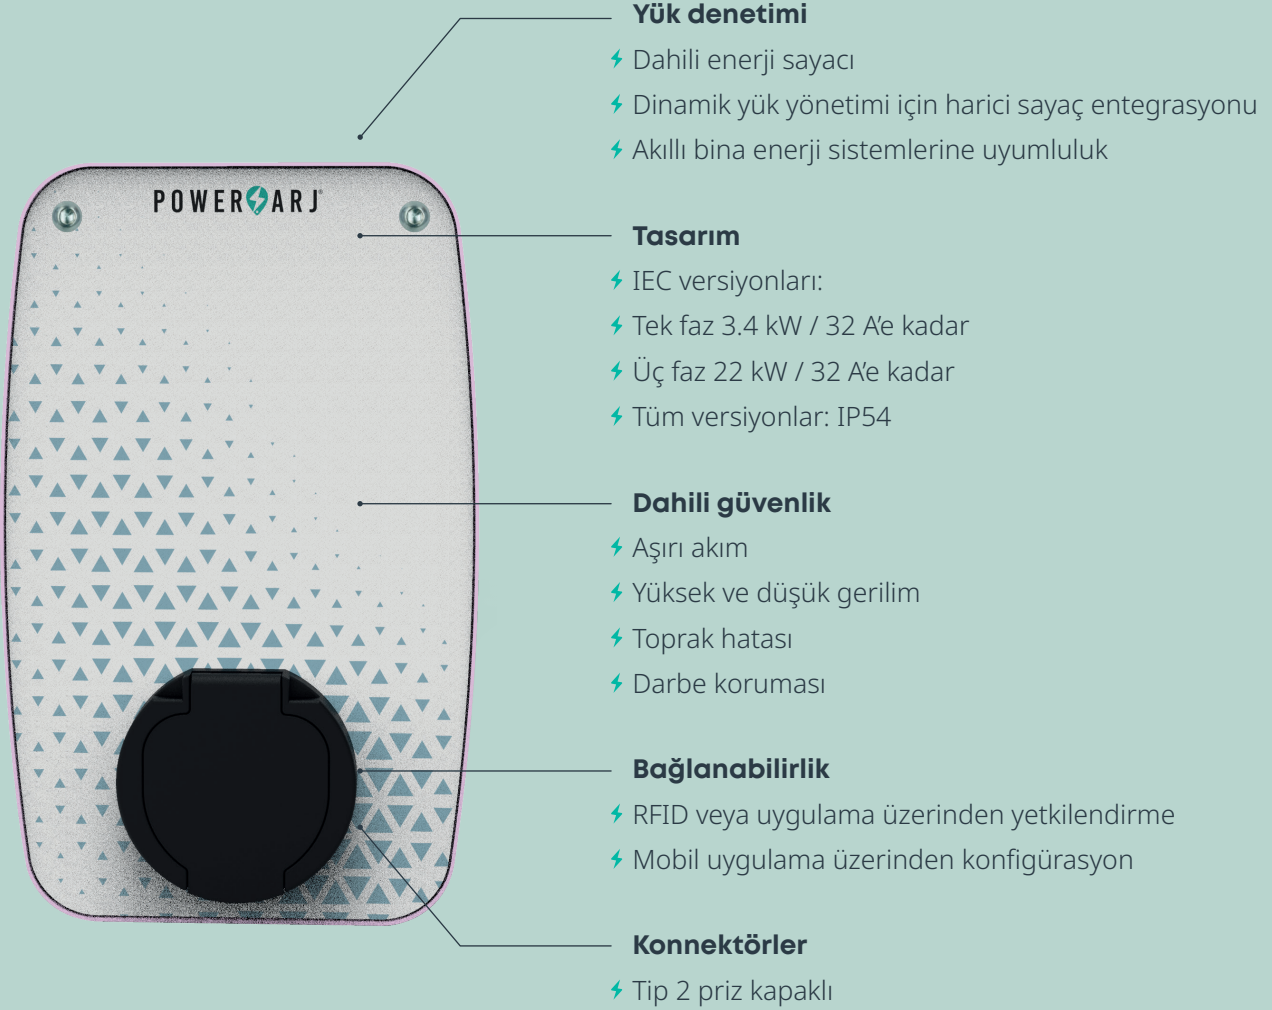 POWERŞARJ
Yük denetimi
Dahili enerji sayacı
Dinamik yük yönetimi için harici sayaç entegrasyonu
Akıllı bina enerji sistemlerine uyumluluk
Tasarım
IEC versiyonları:
Tek faz 3.4 kW / 32 A’e kadar
Üç faz 22 kW / 32 A’e kadar
Tüm versiyonlar: IP54
Dahili güvenlik
Aşırı akım
Yüksek ve düşük gerilim
Toprak hatası
Darbe koruması
Bağlanabilirlik
RFID veya uygulama üzerinden yetkilendirme
Mobil uygulama üzerinden konfigürasyon
Konnektörler
Tip 2 priz kapaklı